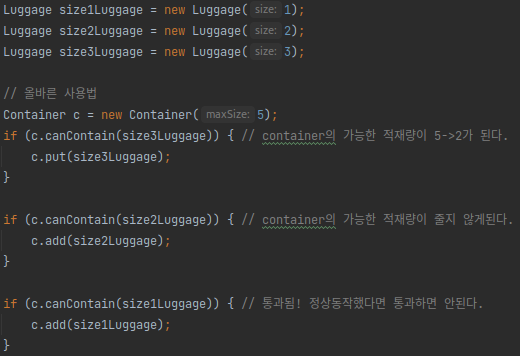 Luggage size1Luggage = new Luggage( size: 1);
Luggage size2Luggage = new Luggage( size: 2);
Luggage size3Luggage = new Luggage( size: 3);
// 올바른 사용법
Container c = new Container( maxSize: 5);
if (c.canContain(size3Luggage)) { // container의 가능한 적재량이 5->2가 된다.
c.put(size3Luggage);
}
if (c.canContain(size2Luggage)) { // container의 가능한 적재량이 줄지 않게된다.
c.add(size2Luggage);
}
if (c.canContain(size1Luggage)) { // 통과됨! 정상동작했다면 통과하면 안된다.
c.add(size1Luggage);
}